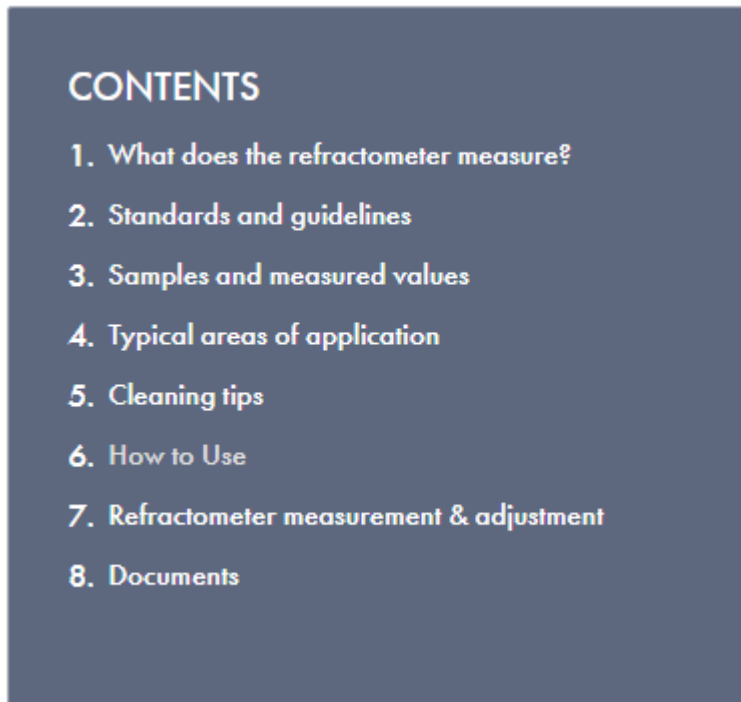 CONTENTS
1. What does the refractometer measure?
2. Standards and guidelines
3. Samples and measured values
4. Typical areas of application
5. Cleaning tips
6. How to Use
7. Refractometer measurement & adjustment
8. Documents